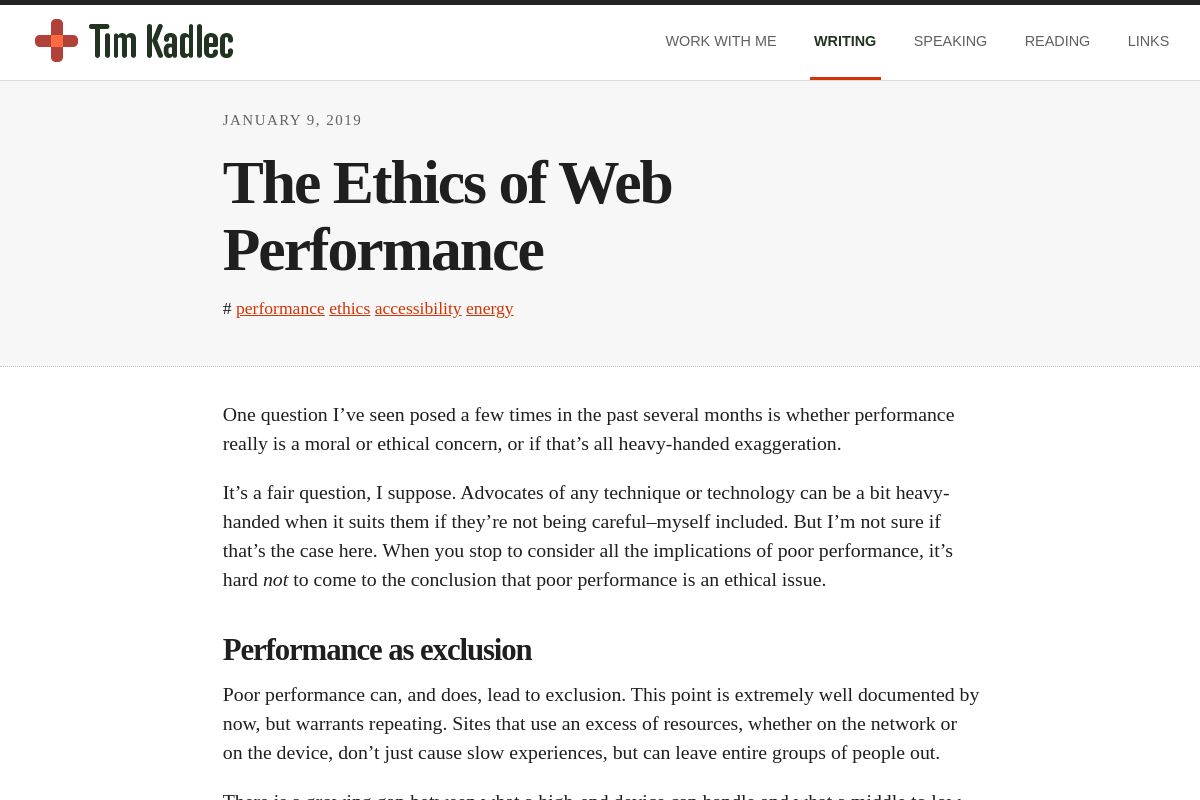 Tim Kadlec
WORK WITH ME WRITING SPEAKING READING LINKS
JANUARY 9, 2019
The Ethics of Web
Performance
# performance ethics accessibility energy
One question I’ve seen posed a few times in the past several months is whether performance
really is a moral or ethical concern, or if that’s all heavy-handed exaggeration.
It’s a fair question, I suppose. Advocates of any technique or technology can be a bit heavy-
handed when it suits them if they’re not being careful–myself included. But I’m not sure if
that’s the case here. When you stop to consider all the implications of poor performance, it’s
hard not to come to the conclusion that poor performance is an ethical issue.
Performance as exclusion
Poor performance can, and does, lead to exclusion. This point is extremely well documented by
now, but warrants repeating. Sites that use an excess of resources, whether on the network or
on the device, don’t just cause slow experiences, but can leave entire groups of people out.
There is a growing gap between what a high-end device can handle and what a middle to low-